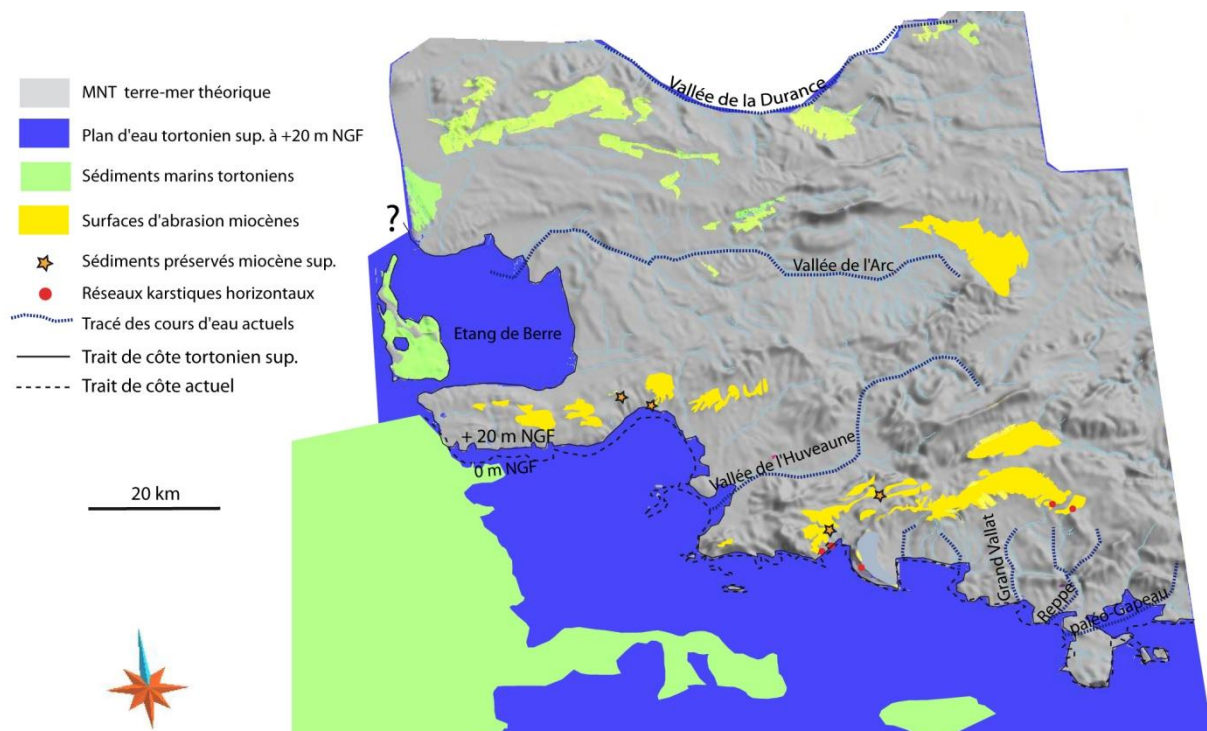 MNT terre-mer théorique
Plan d'eau tortonien sup. à +20 m NGF
Sédiments marins tortoniens
Surfaces d'abrasion miocènes
Sédiments préservés miocène sup.
Réseaux karstiques horizontaux
Tracé des cours d'eau actuels
Trait de côte tortonien sup.
Trait de côte actuel
20 km
Vallée de la Durance
?
Vallée de l'Arc
Etang de Berre
+ 20 m NGF
0 m NGF
Vallée de l'Huveaune
Grand Vallat
Reppe
paléo-Gapeau